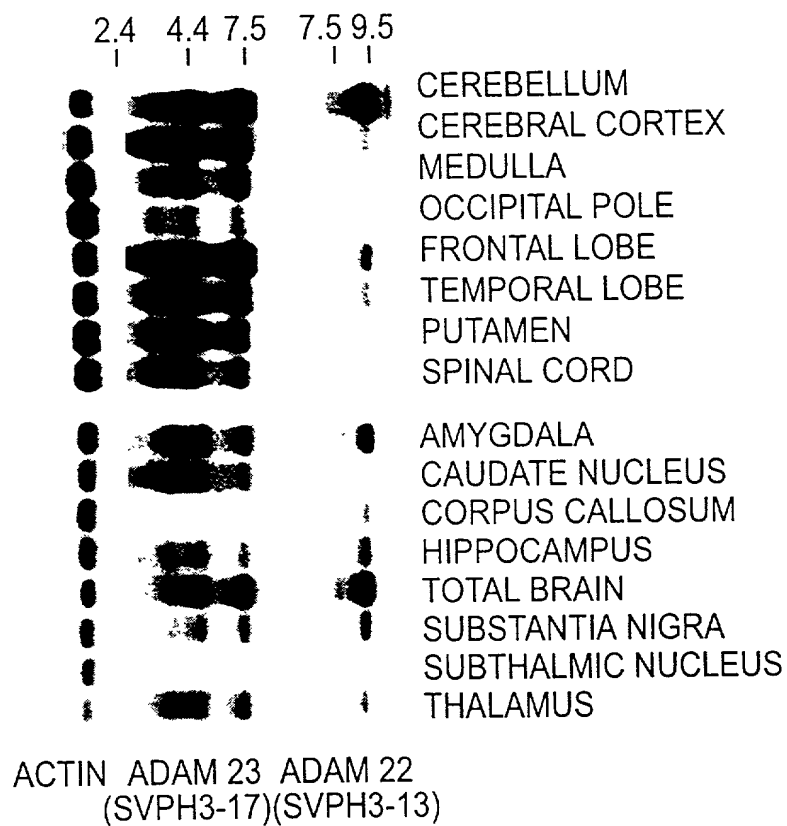 2.4 4.4 7.5 7.5 9.5
CEREBELLUM
CEREBRAL CORTEX
MEDULLA
OCCIPITAL POLE
FRONTAL LOBE
TEMPORAL LOBE
PUTAMEN
SPINAL CORD
AMYGDALA
CAUDATE NUCLEUS
CORPUS CALLOSUM
HIPPOCAMPUS
TOTAL BRAIN
SUBSTANTIA NIGRA
SUBTHALMIC NUCLEUS
THALAMUS
ACTIN ADAM 23 ADAM 22
(SVPH3-17)(SVPH3-13)